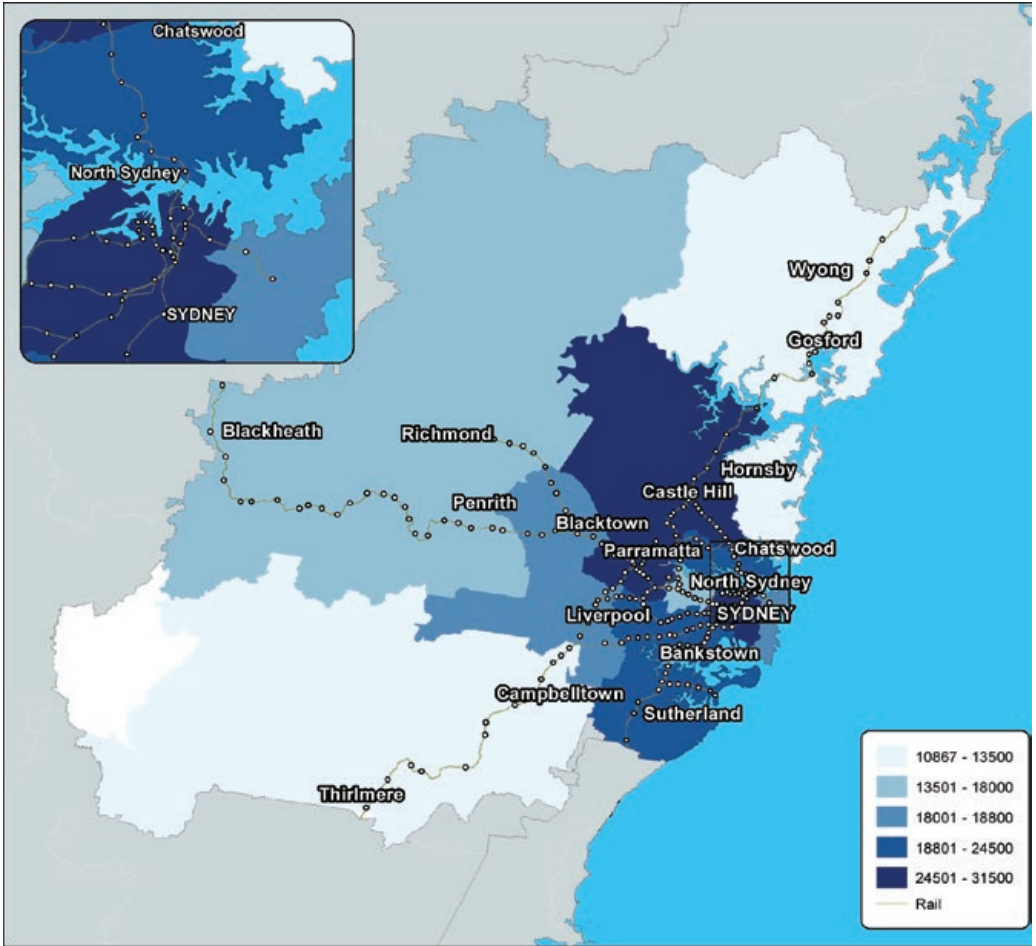 Chatswood
North Sydney
SYDNEY
Wyong
Gosford
Blackheath
Richmond
Hornsby
Castle Hill
Penrith
Blacktown
Parramatta
Chatswood
North Sydney
Liverpool
SYDNEY
Bankstown
Campbelltown
Sutherland
Thirlmere
10867 - 13500
13501 - 18000
18001 - 18800
18801 - 24500
24501 - 31500
Rail